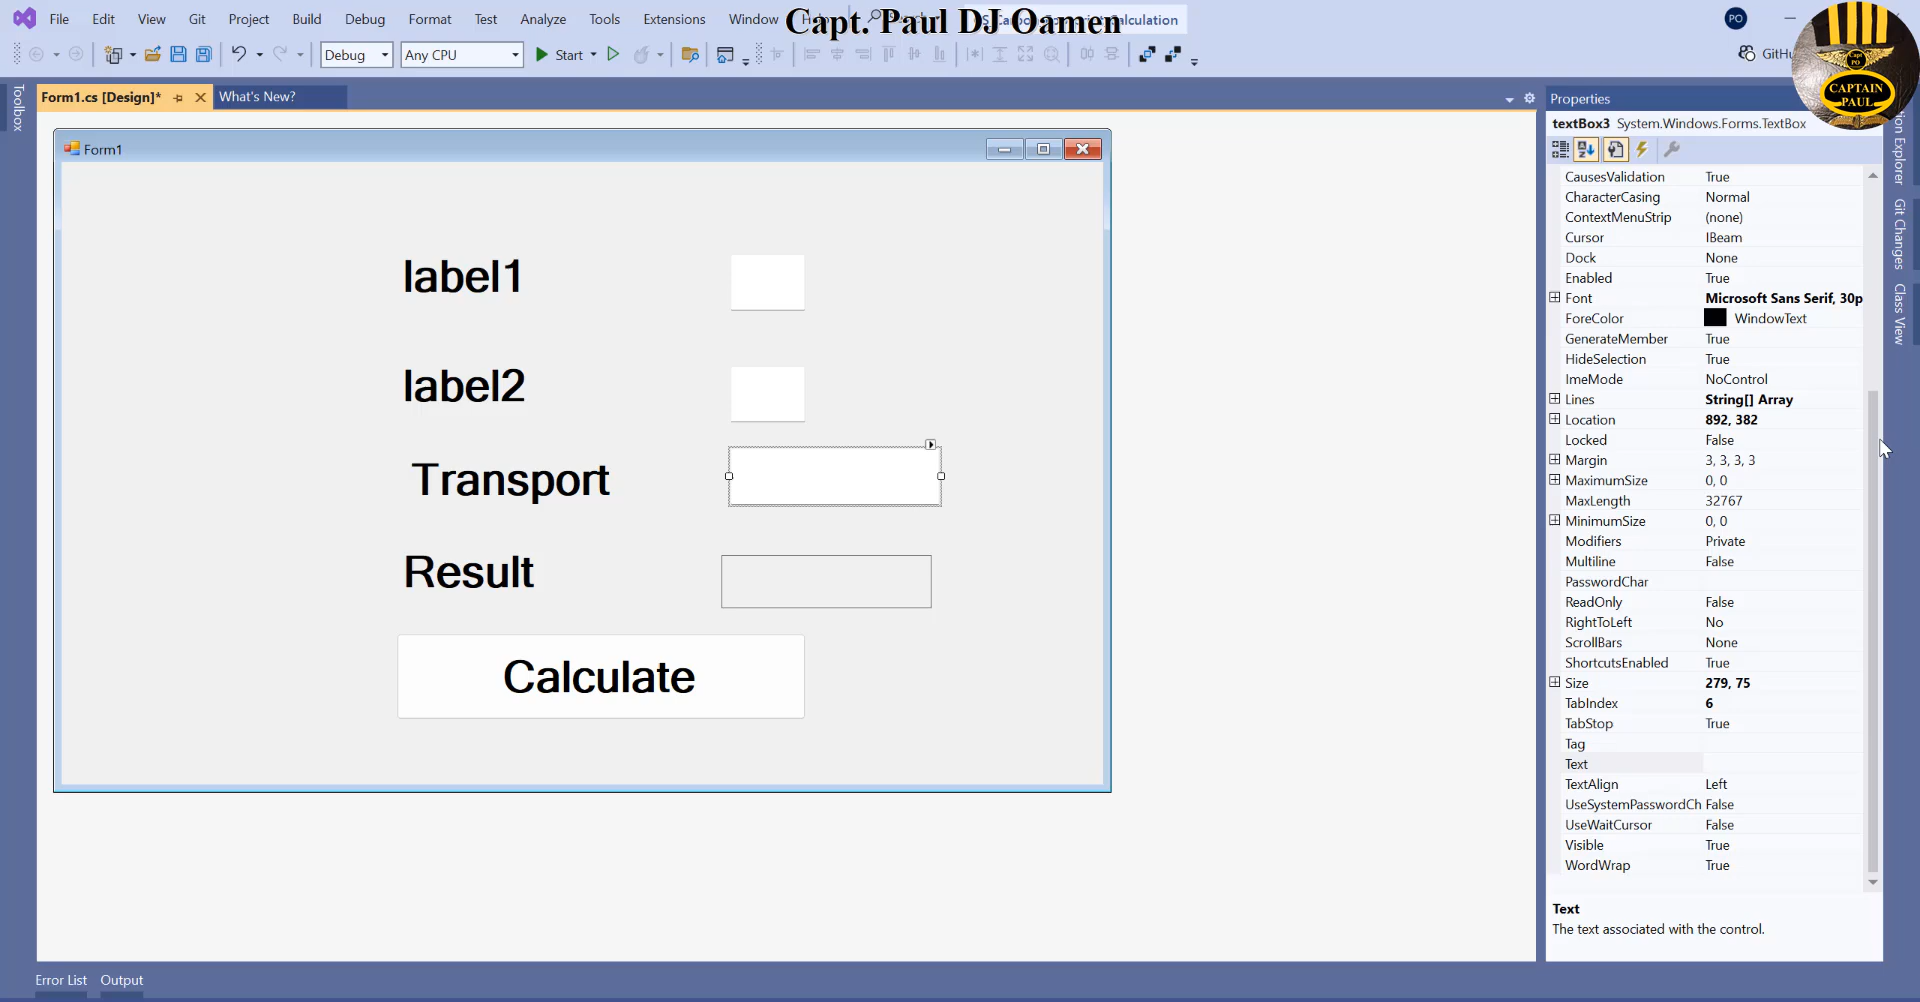 File Edit View Git Project Build Debug Format Test Analyze Tools Extensions Window
Capt. Paul DJ Oamen
Calculation
PO
Debug Any CPU Start
CAPTAIN
PAUL
Toolbox
Form1.cs [Design]* What's New?
Form1
label1
label2
Transport
Result
Calculate
Properties
textBox3 System.Windows.Forms.TextBox
CausesValidation True
CharacterCasing Normal
ContextMenuStrip (none)
Cursor IBeam
Dock None
Enabled True
Font Microsoft Sans Serif, 30p
ForeColor WindowText
GenerateMember True
HideSelection True
ImeMode NoControl
Lines String[] Array
Location 892, 382
Locked False
Margin 3, 3, 3, 3
MaximumSize 0, 0
MaxLength 32767
MinimumSize 0, 0
Modifiers Private
Multiline False
PasswordChar
ReadOnly False
RightToLeft No
ScrollBars None
ShortcutsEnabled True
Size 279, 75
TabIndex 6
TabStop True
Tag
Text
TextAlign Left
UseSystemPasswordCh False
UseWaitCursor False
Visible True
WordWrap True
Text
The text associated with the control.
Explorer
Git Changes
Class View
Error List Output